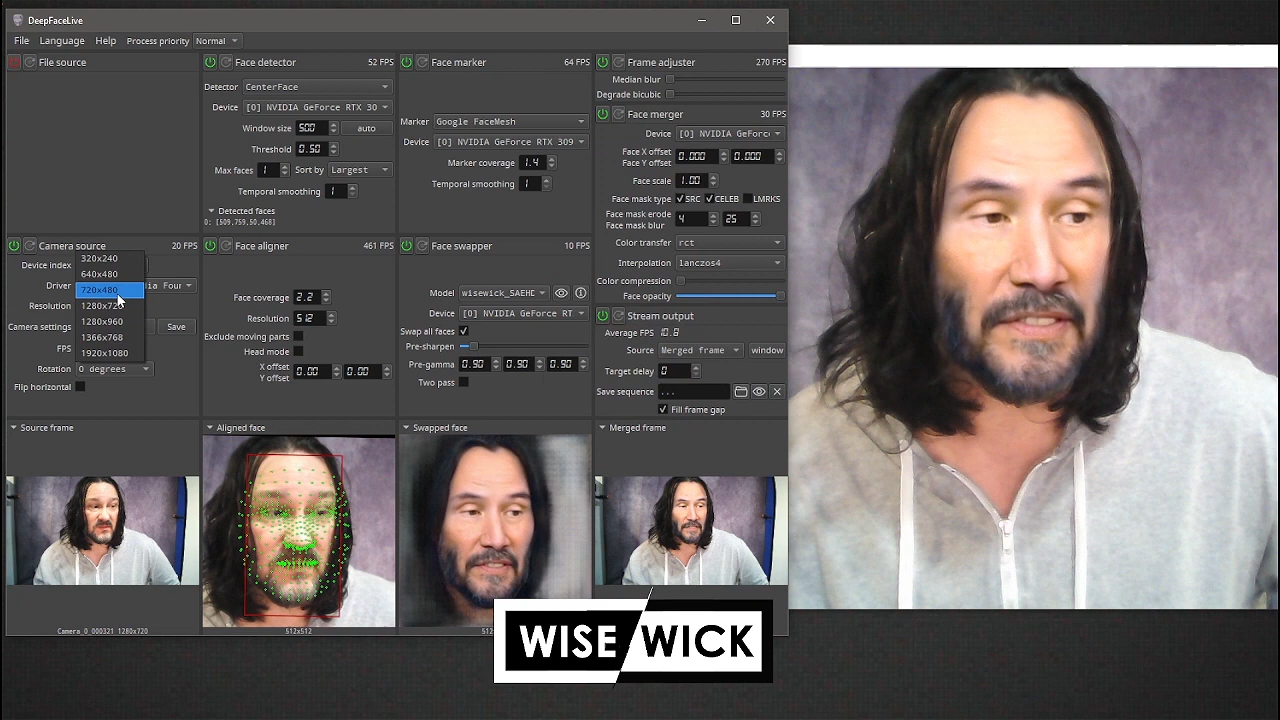 DeepFaceLive
File Language Help Process priority Normal
File source
Face detector 52 FPS
Detector CenterFace
Device [0] NVIDIA GeForce RTX 30
Window size 500 auto
Threshold 0.50
Max faces 1 Sort by Largest
Temporal smoothing 1
Detected faces
0: [509,759,50,468]
Face marker 64 FPS
Marker Google FaceMesh
Device [0] NVIDIA GeForce RTX 309
Marker coverage 1.4
Temporal smoothing 1
Frame adjuster 270 FPS
Median blur
Degrade bicubic
Face merger 30 FPS
Device [0] NVIDIA GeForc
Face X offset
Face Y offset
0.000 0.000
Face scale 1.00
Face mask type SRC CELEB LMRKS
Face mask erode
Face mask blur
4 25
Color transfer rct
Interpolation lanczos4
Color compression
Face opacity
Camera source 20 FPS
Device index
Driver
Resolution
Camera settings Save
FPS
Rotation 0 degrees
Flip horizontal
320x240
640x480
720x480
1280x720
1280x960
1366x768
1920x1080
Face aligner 461 FPS
Face coverage 2.2
Resolution 512
Exclude moving parts
Head mode
X offset
Y offset
0.00 0.00
Face swapper 10 FPS
Model wisewick_SAEHD
Device [0] NVIDIA GeForce RT
Swap all faces
Pre-sharpen
Pre-gamma 0.90 0.90 0.90
Two pass
Stream output
Average FPS 10.8
Source Merged frame window
Target delay 0
Save sequence ...
Fill frame gap
Source frame
Aligned face
Swapped face
Merged frame
Camera_0_000321 1280x720
512x512
WISE WICK